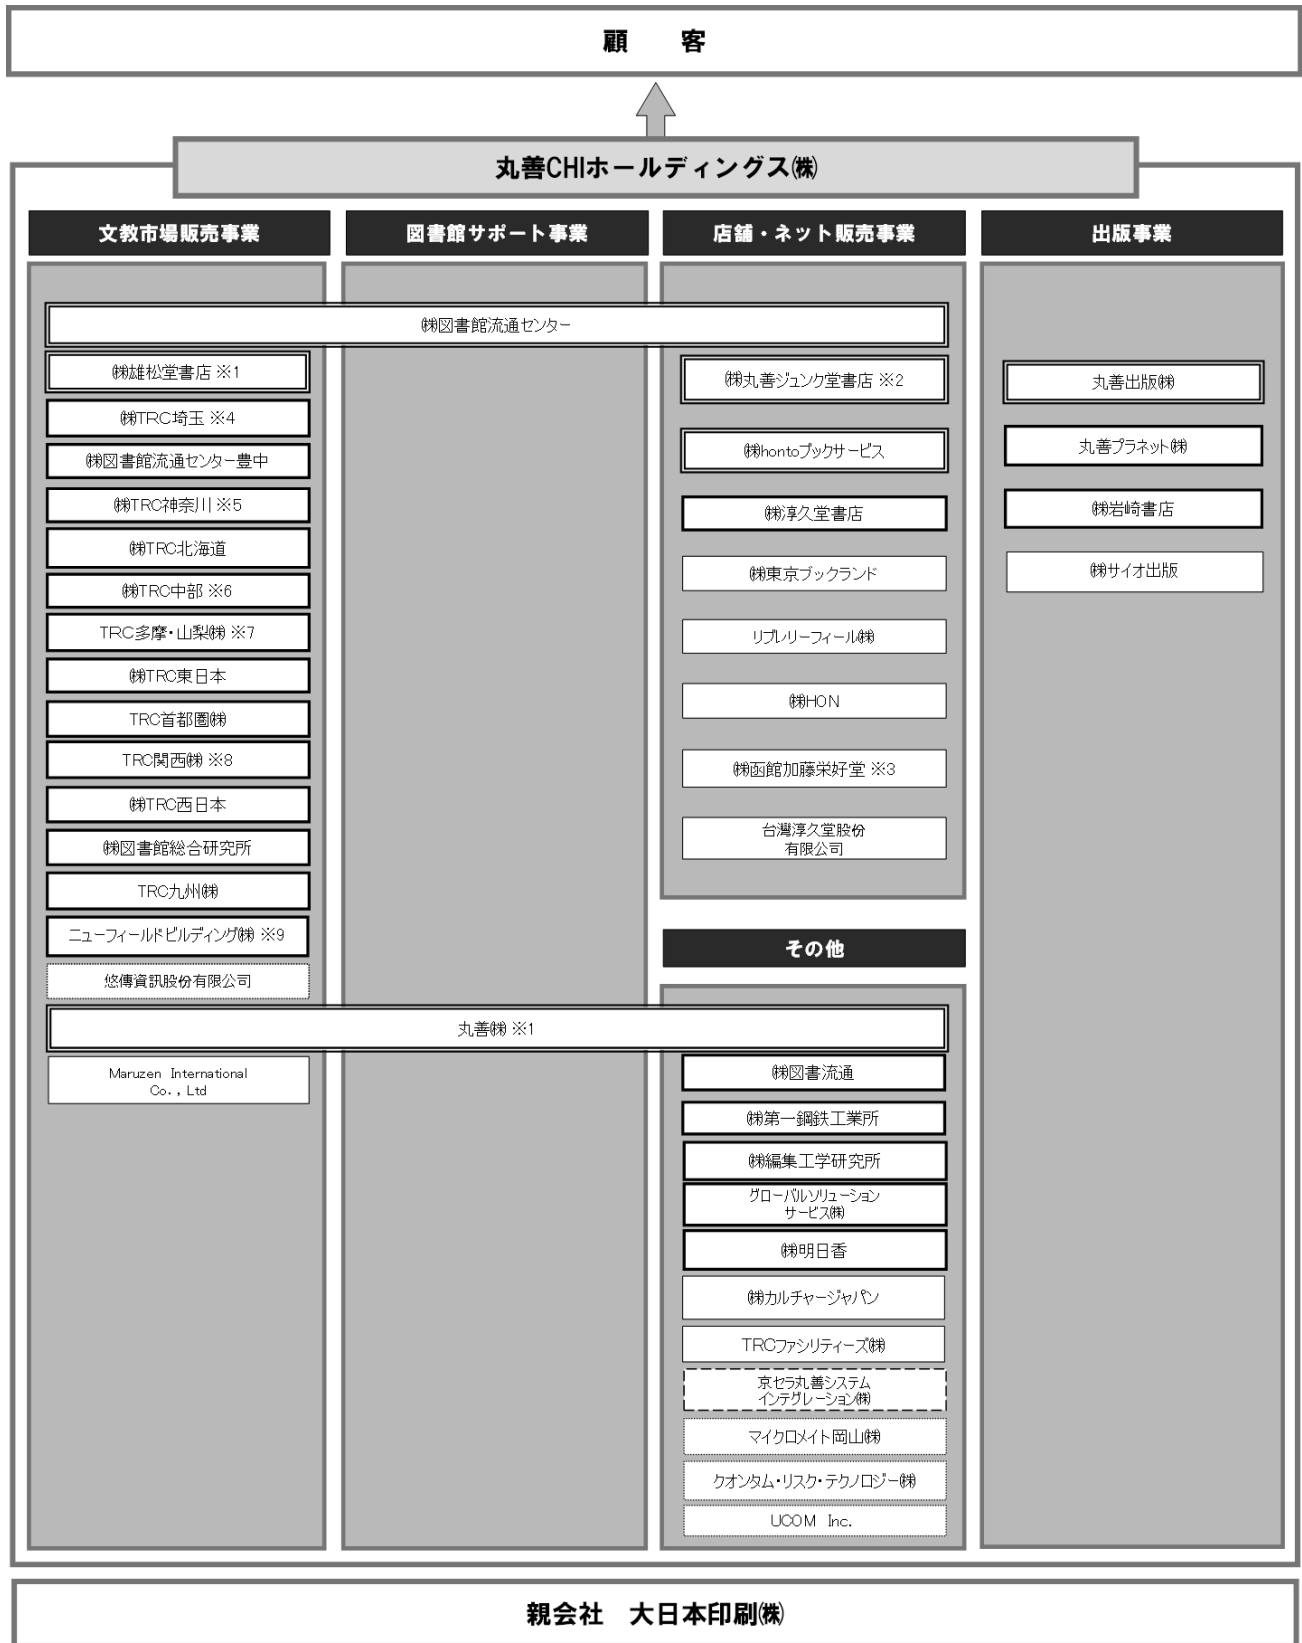 顧　　客
丸善CHIホールディングス㈱
文教市場販売事業
図書館サポート事業
店舗・ネット販売事業
出版事業
㈱図書館流通センター
㈱雄松堂書店 ※1
㈱TRC埼玉 ※4
㈱図書館流通センター豊中
㈱TRC神奈川 ※5
㈱TRC北海道
㈱TRC中部 ※6
TRC多摩・山梨㈱ ※7
㈱TRC東日本
TRC首都圏㈱
TRC関西㈱ ※8
㈱TRC西日本
㈱図書館総合研究所
TRC九州㈱
ニューフィールドビルディング㈱ ※9
悠傳資訊股份有限公司
㈱丸善ジュンク堂書店 ※2
㈱hontoブックサービス
㈱淳久堂書店
㈱東京ブックランド
リブレリーフィール㈱
㈱HON
㈱函館加藤栄好堂 ※3
台灣淳久堂股份
有限公司
丸善出版㈱
丸善プラネット㈱
㈱岩崎書店
㈱サイオ出版
その他
丸善㈱ ※1
Maruzen International
Co., Ltd
㈱図書流通
㈱第一鋼鉄工業所
㈱編集工学研究所
グローバルソリューション
サービス㈱
㈱明日香
㈱カルチャージャパン
TRCファシリティーズ㈱
京セラ丸善システム
インテグレーション㈱
マイクロメイト岡山㈱
クオンタム・リスク・テクノロジー㈱
UCOM Inc.
親会社　大日本印刷㈱